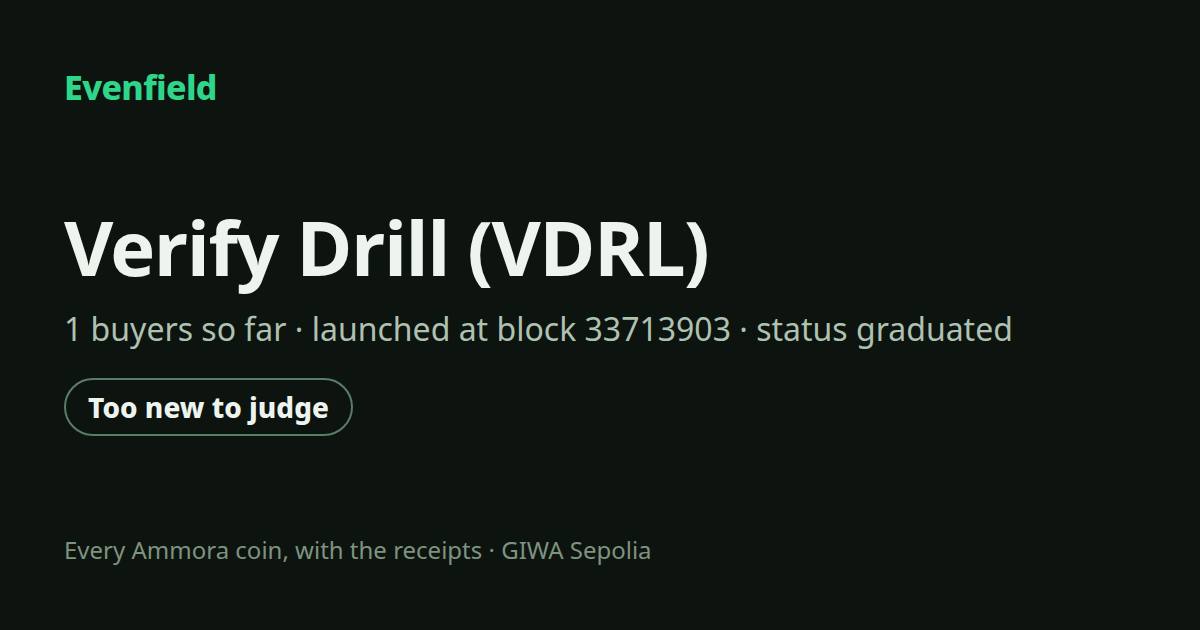 Evenfield
Verify Drill (VDRL)
1 buyers so far · launched at block 33713903 · status graduated
Too new to judge
Every Ammora coin, with the receipts · GIWA Sepolia